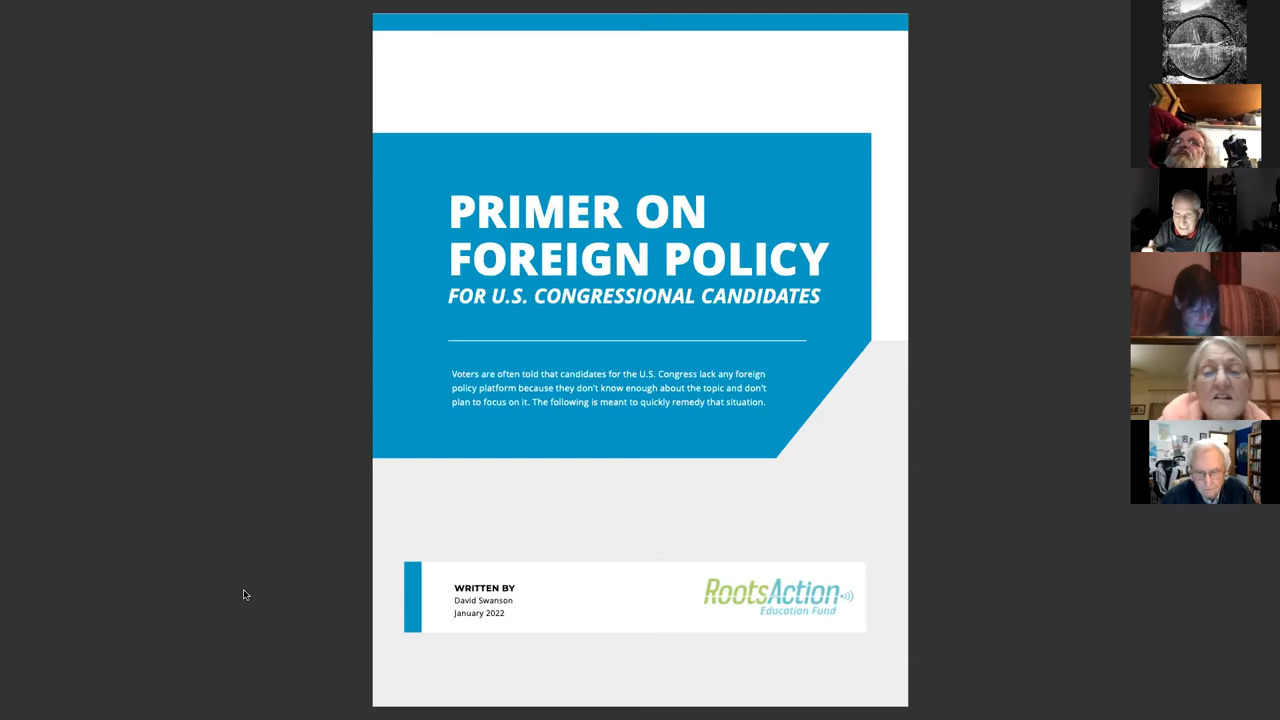 PRIMER ON
FOREIGN POLICY
FOR U.S. CONGRESSIONAL CANDIDATES
Voters are often told that candidates for the U.S. Congress lack any foreign
policy platform because they don't know enough about the topic and don't
plan to focus on it. The following is meant to quickly remedy that situation.
WRITTEN BY
David Swanson
January 2022
RootsAction
Education Fund